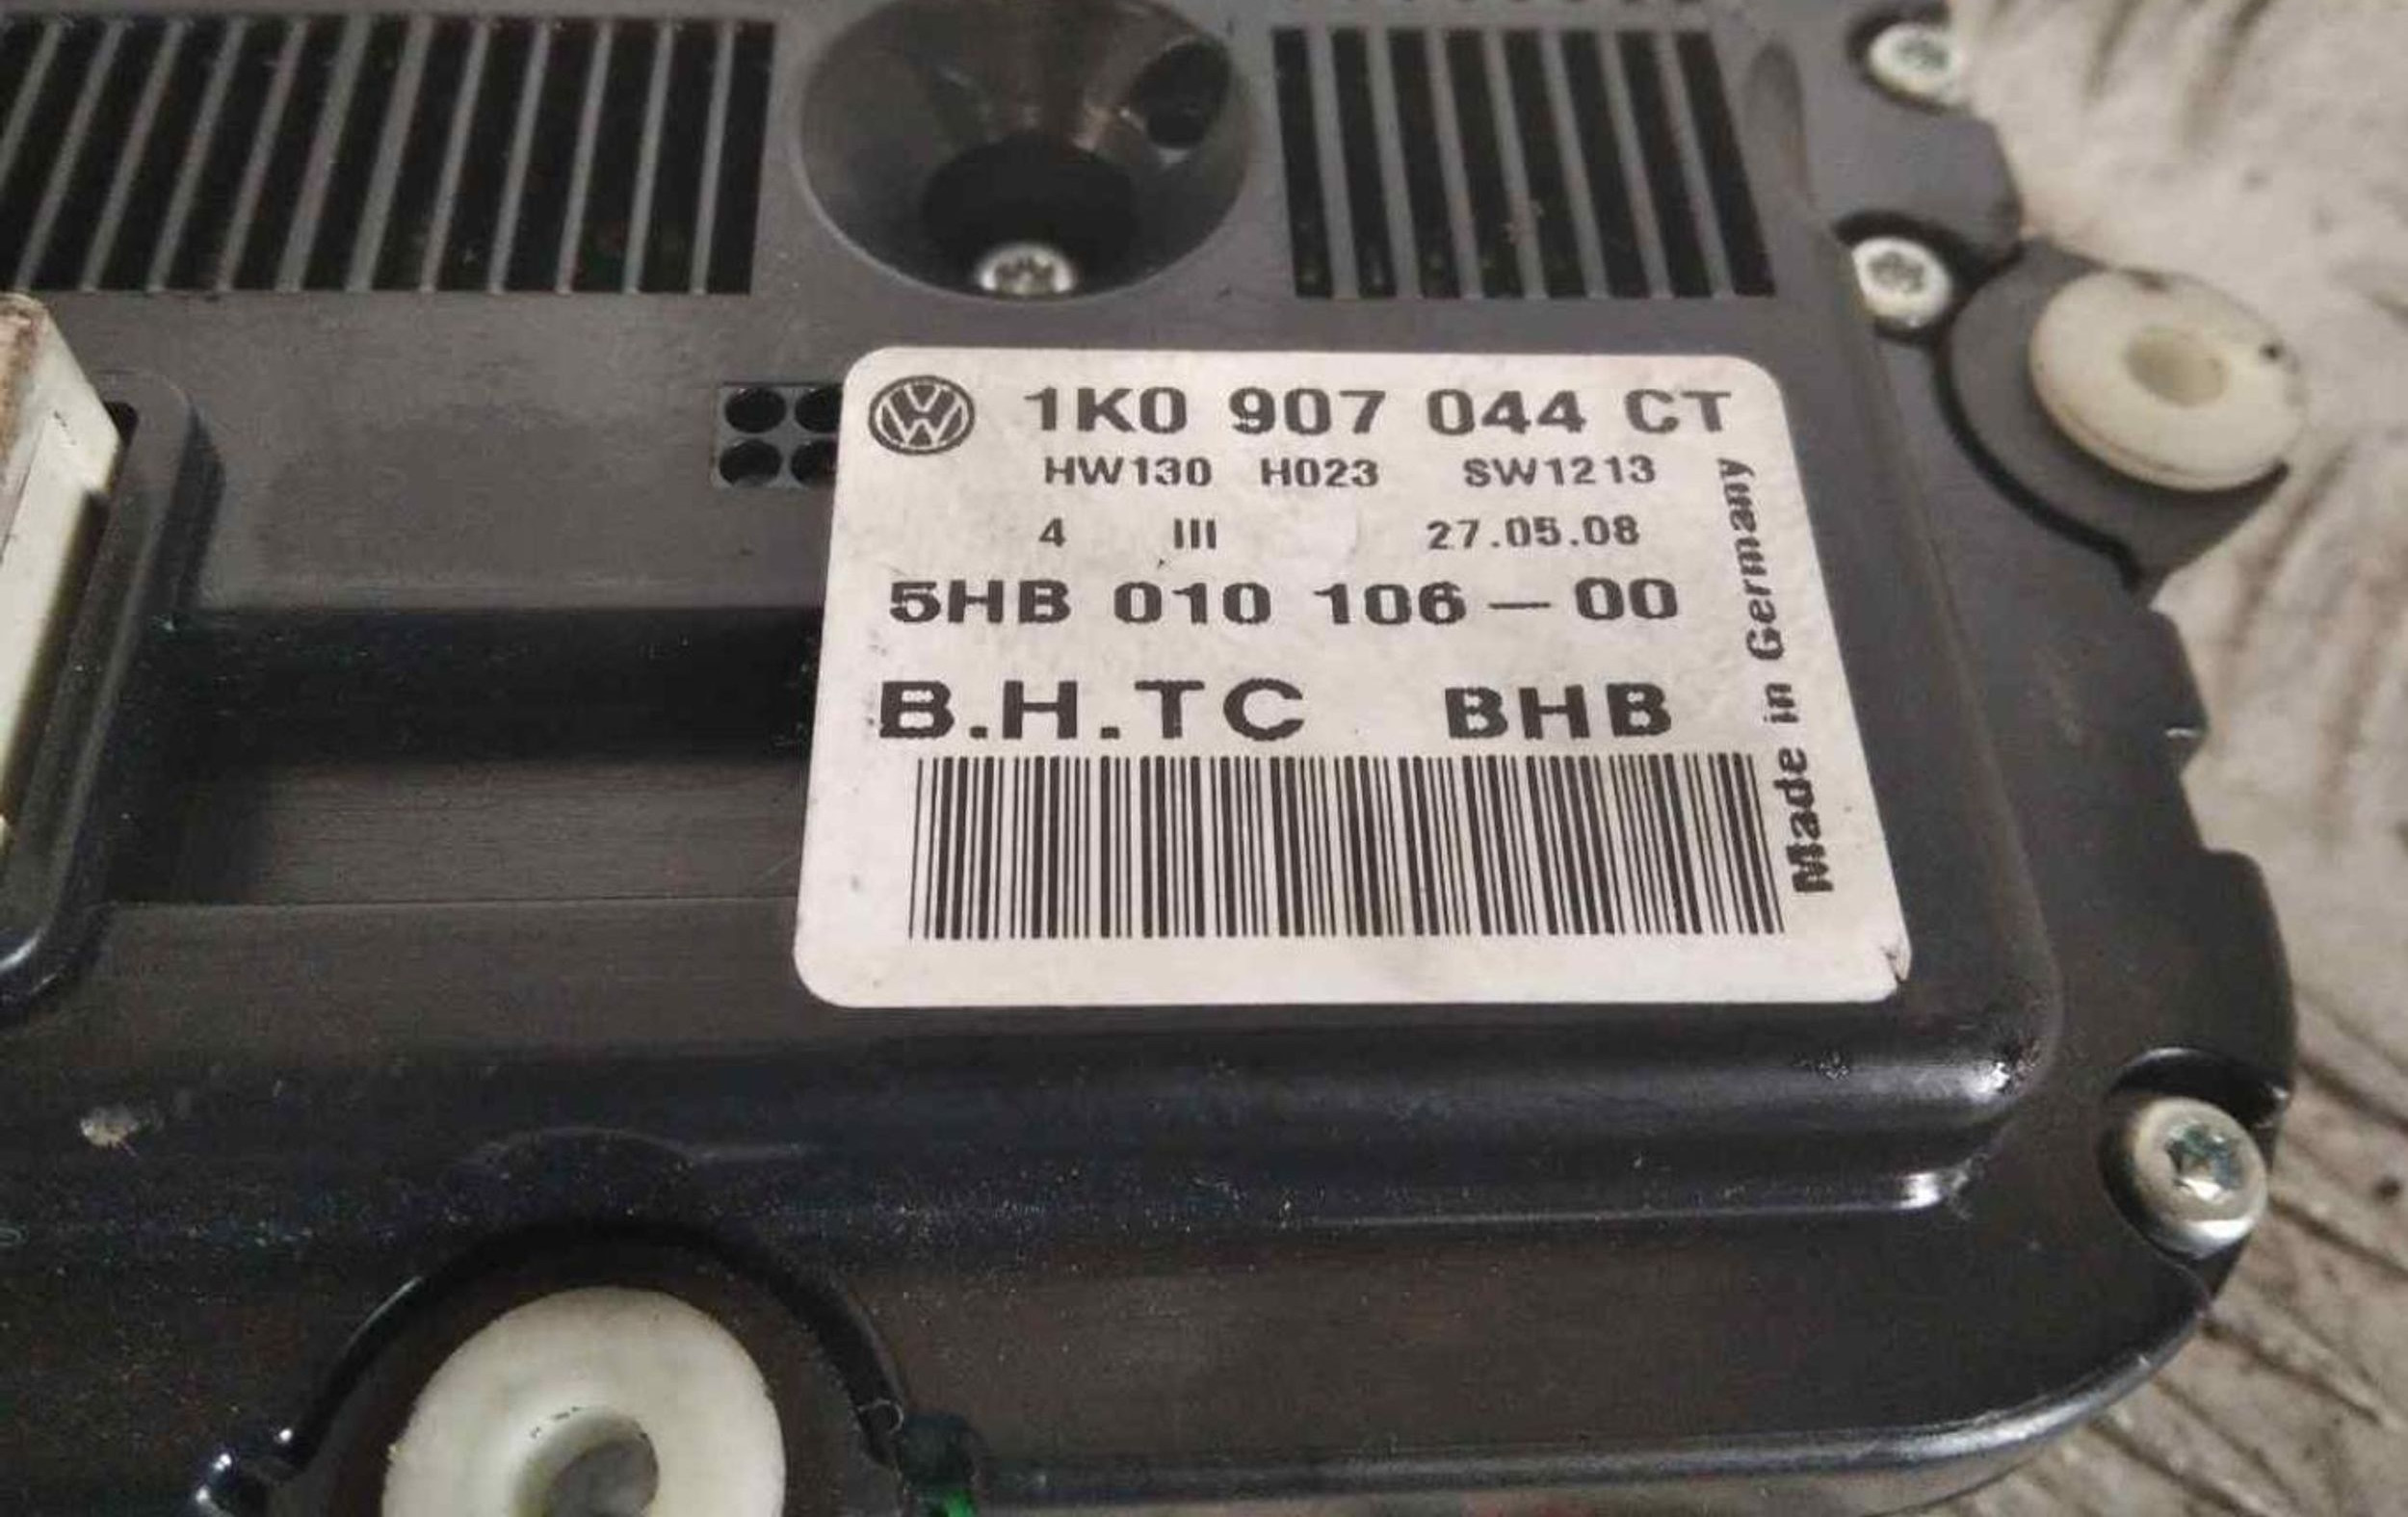 1K0 907 044 CT
HW130 H023 SW1213
4 III 27.05.08
5HB 010 106-00
B.H.TC BHB
Made in Germany